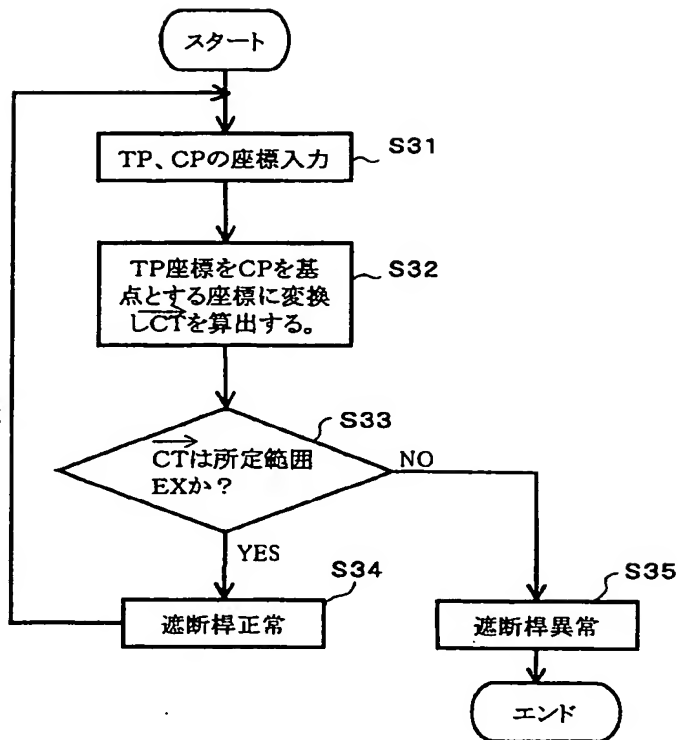 スタート
TP、CPの座標入力
S31
TP座標をCPを基
点とする座標に変換
しCTを算出する。
S32
S33
CTは所定範囲
EXか?
NO
YES
S34
遮断桿正常
S35
遮断桿異常
エンド